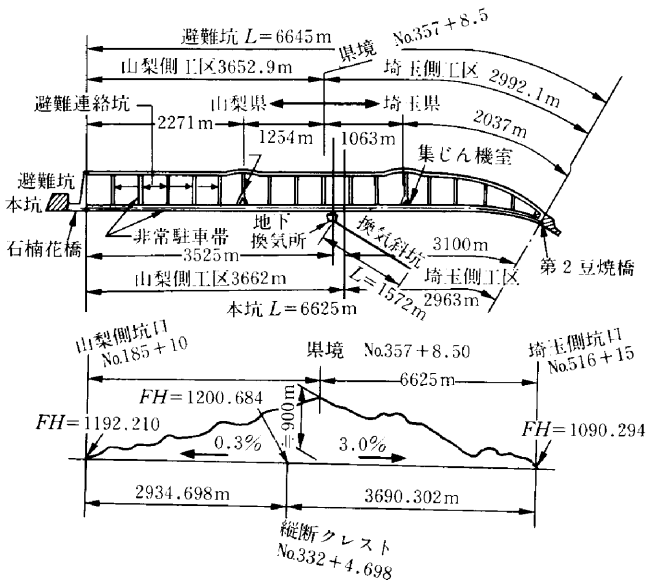 避難坑 L=6645m
県境 No.357+8.5
山梨側工区3652.9m
埼玉側工区 2992.1m
避難連絡坑
山梨県
埼玉県
2271m
1254m
1063m
2037m
集じん機室
避難坑
本坑
石楠花橋
非常駐車帯
地下
換気所
換気斜坑
3525m
3100m
第2豆焼橋
山梨側工区3662m
L=1572m
埼玉側工区
2963m
本坑 L=6625m
山梨側坑口
No.185+10
県境 No.357+8.50
埼玉側坑口
No.516+15
6625m
FH=1200.684
FH=1192.210
≒900m
FH=1090.294
0.3%
3.0%
2934.698m
3690.302m
縦断クレスト
No.332+4.698